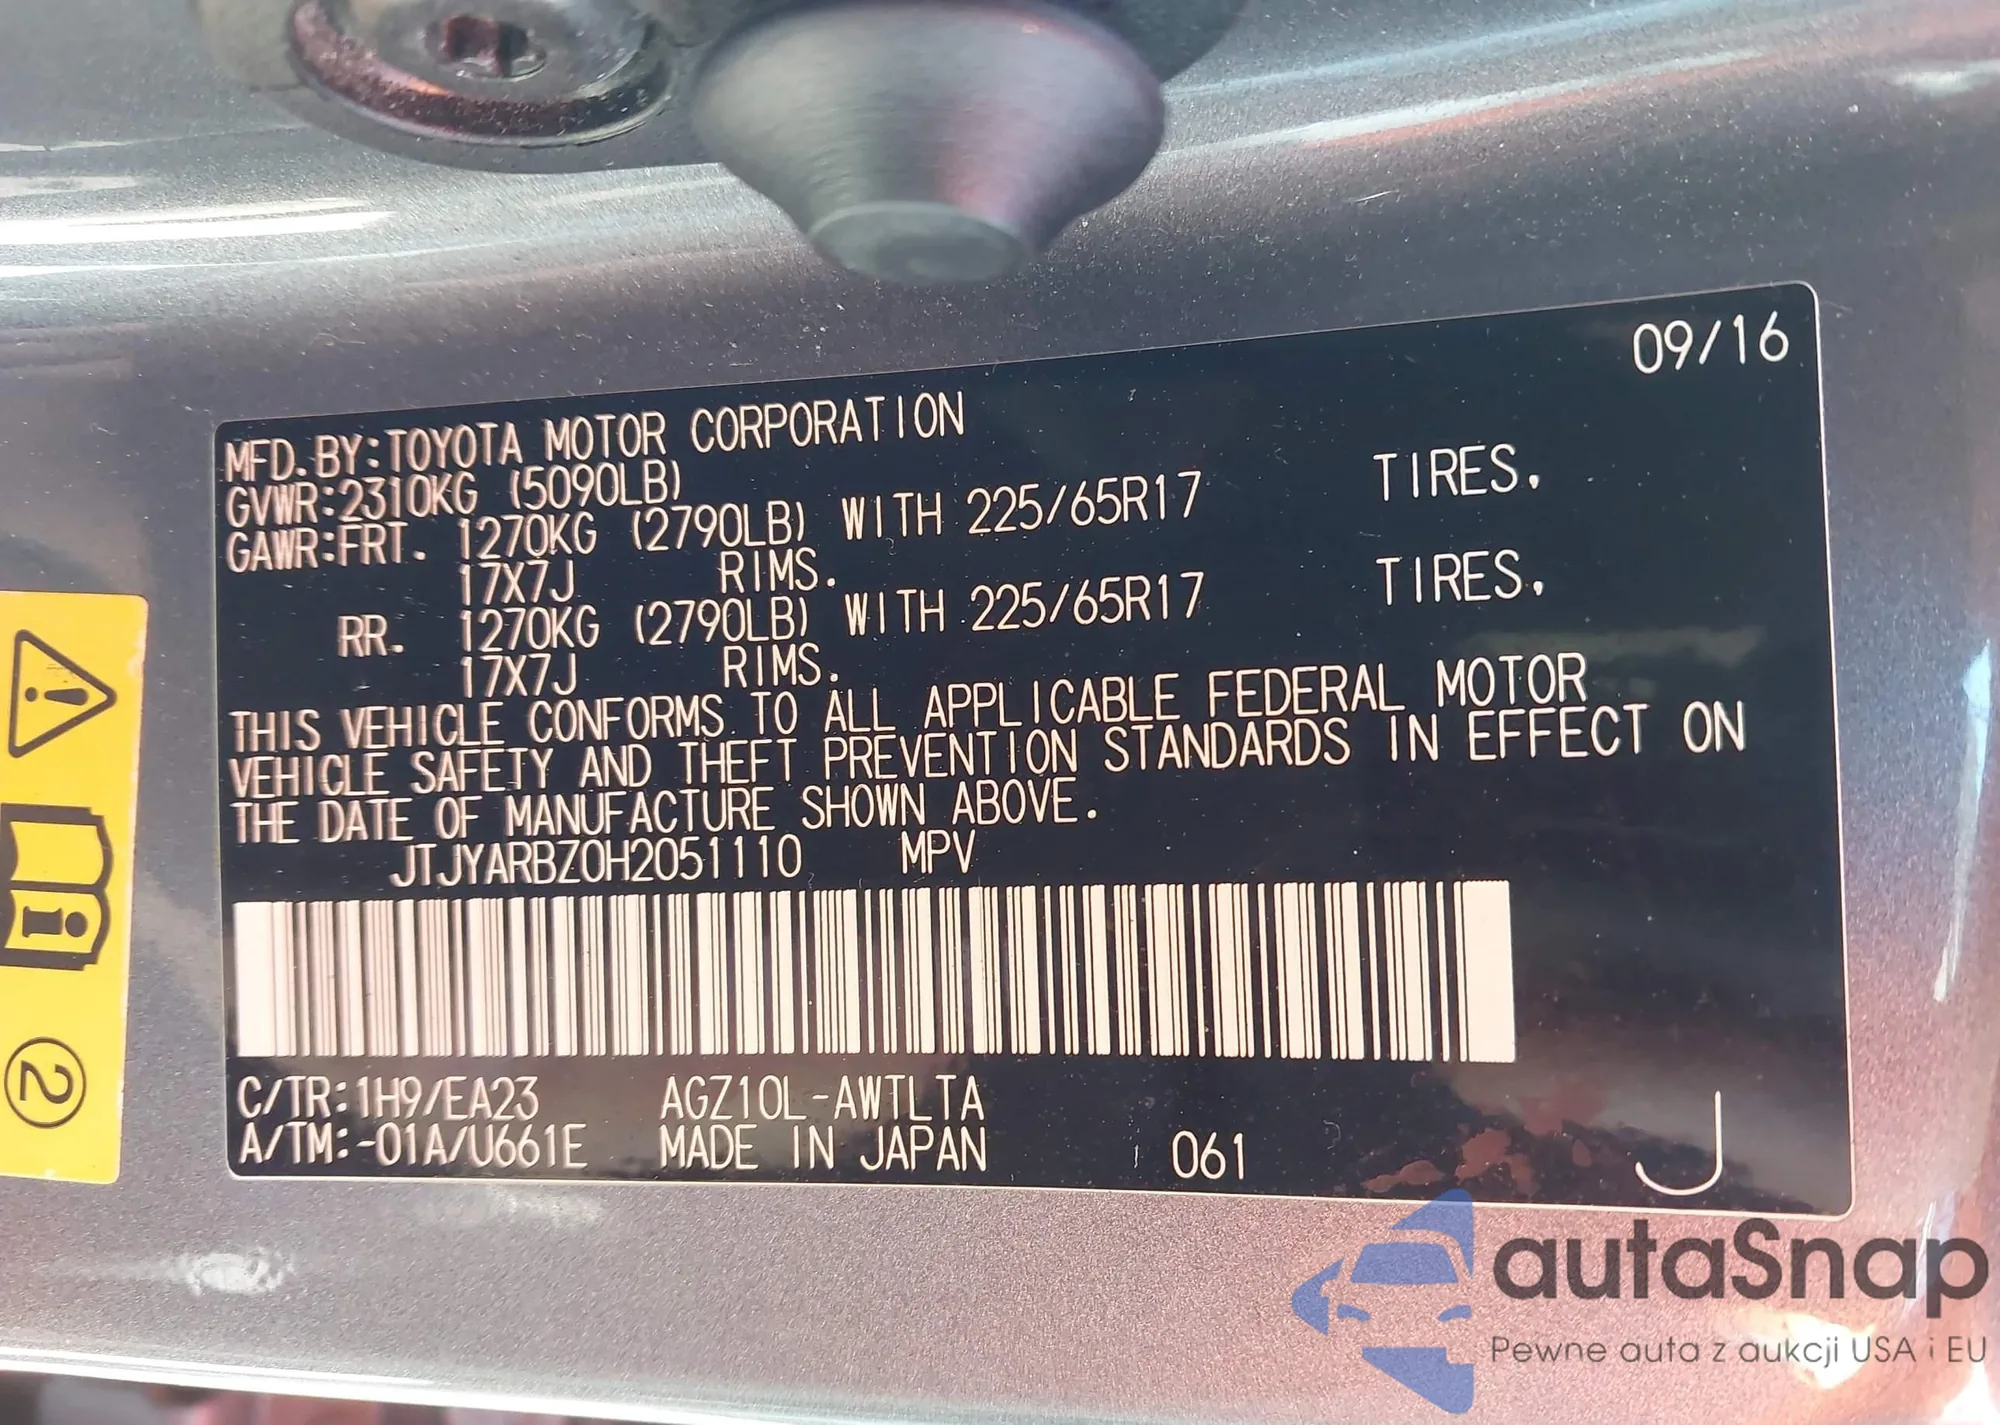 09/16
MFD.BY:TOYOTA MOTOR CORPORATION
GVWR:2310KG (5090LB)
GAWR:FRT. 1270KG (2790LB) WITH 225/65R17 TIRES,
17X7J RIMS.
RR. 1270KG (2790LB) WITH 225/65R17 TIRES,
17X7J RIMS.
THIS VEHICLE CONFORMS TO ALL APPLICABLE FEDERAL MOTOR
VEHICLE SAFETY AND THEFT PREVENTION STANDARDS IN EFFECT ON
THE DATE OF MANUFACTURE SHOWN ABOVE.
JTJYARBZ0H2051110 MPV
C/TR:1H9/EA23 AGZ10L-AWTLTA
A/TM:-01A/U661E MADE IN JAPAN 061 J
i
2
autaSnap
Pewne auta z aukcji USA i EU